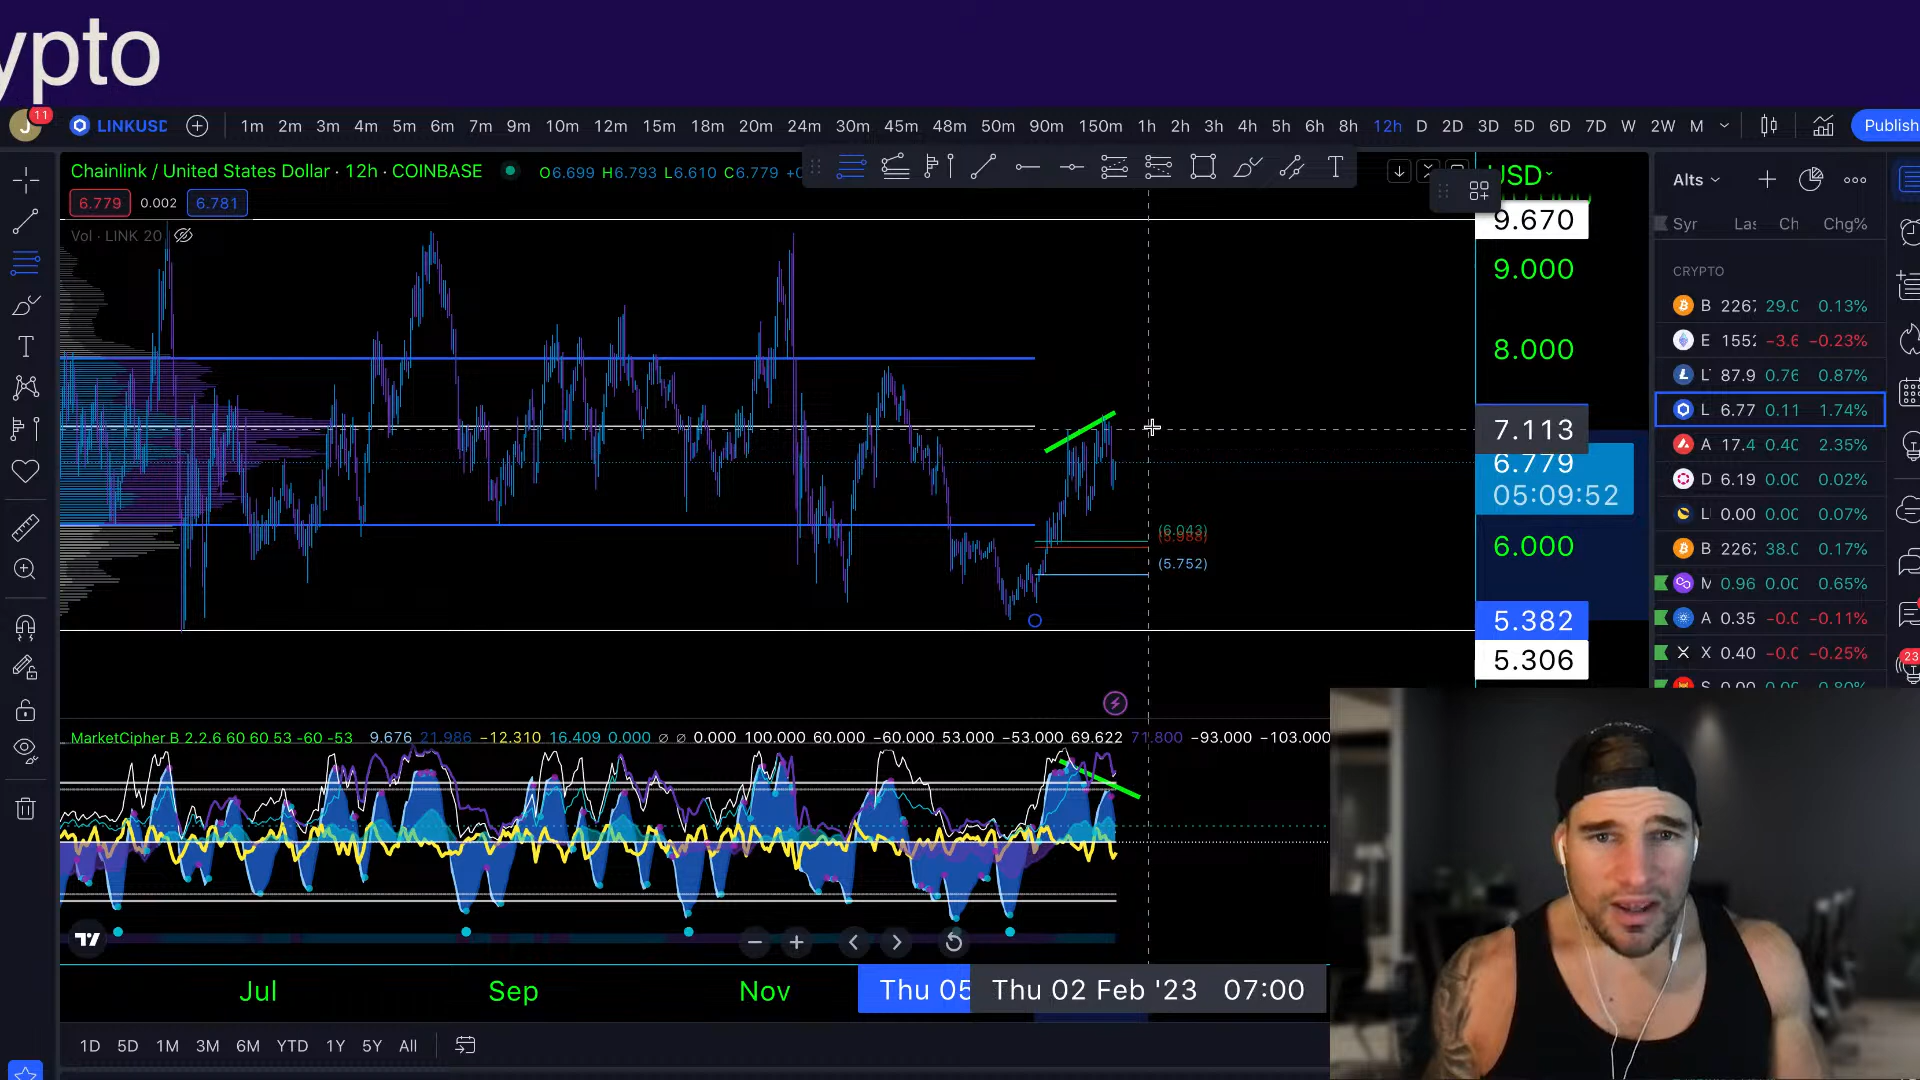 ypto
J 11 LINKUSD 1m 2m 3m 4m 5m 6m 7m 9m 10m 12m 15m 18m 20m 24m 30m 45m 48m 50m 90m 150m 1h 2h 3h 4h 5h 6h 8h 12h D 2D 3D 5D 6D 7D W 2W M Publish
Chainlink / United States Dollar · 12h · COINBASE O6.699 H6.793 L6.610 C6.779
6.779 0.002 6.781
Vol · LINK 20
T
USD
9.670
9.000
8.000
7.113
6.779
05:09:52
6.000
5.382
5.306
(6.043)
(5.988)
(5.752)
Alts
Syr Las Ch Chg%
CRYPTO
B 2267 29.0 0.13%
E 1552 −3.6 −0.23%
L 87.9 0.76 0.87%
L 6.77 0.11 1.74%
A 17.4 0.40 2.35%
D 6.19 0.00 0.02%
L 0.00 0.00 0.07%
B 2267 38.0 0.17%
M 0.96 0.00 0.65%
A 0.35 −0.0 −0.11%
X 0.40 −0.0 −0.25%
23
MarketCipher B 2.2.6 60 60 53 −60 −53 9.676 21.986 −12.310 16.409 0.000 ∅ ∅ 0.000 100.000 60.000 −60.000 53.000 −53.000 69.622 71.800 −93.000 −103.000
Jul Sep Nov Thu 05 Thu 02 Feb '23 07:00
1D 5D 1M 3M 6M YTD 1Y 5Y All